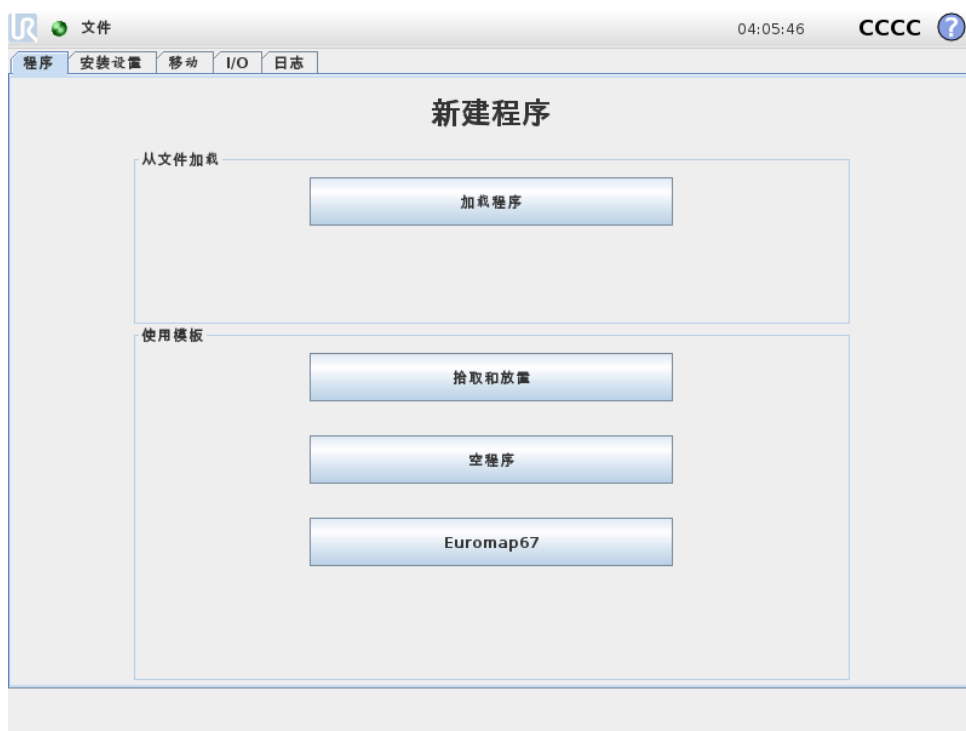 UR 文件 04:05:46 CCCC ?
程序 安装设置 移动 I/O 日志
新建程序
从文件加载
加载程序
使用模板
拾取和放置
空程序
Euromap67